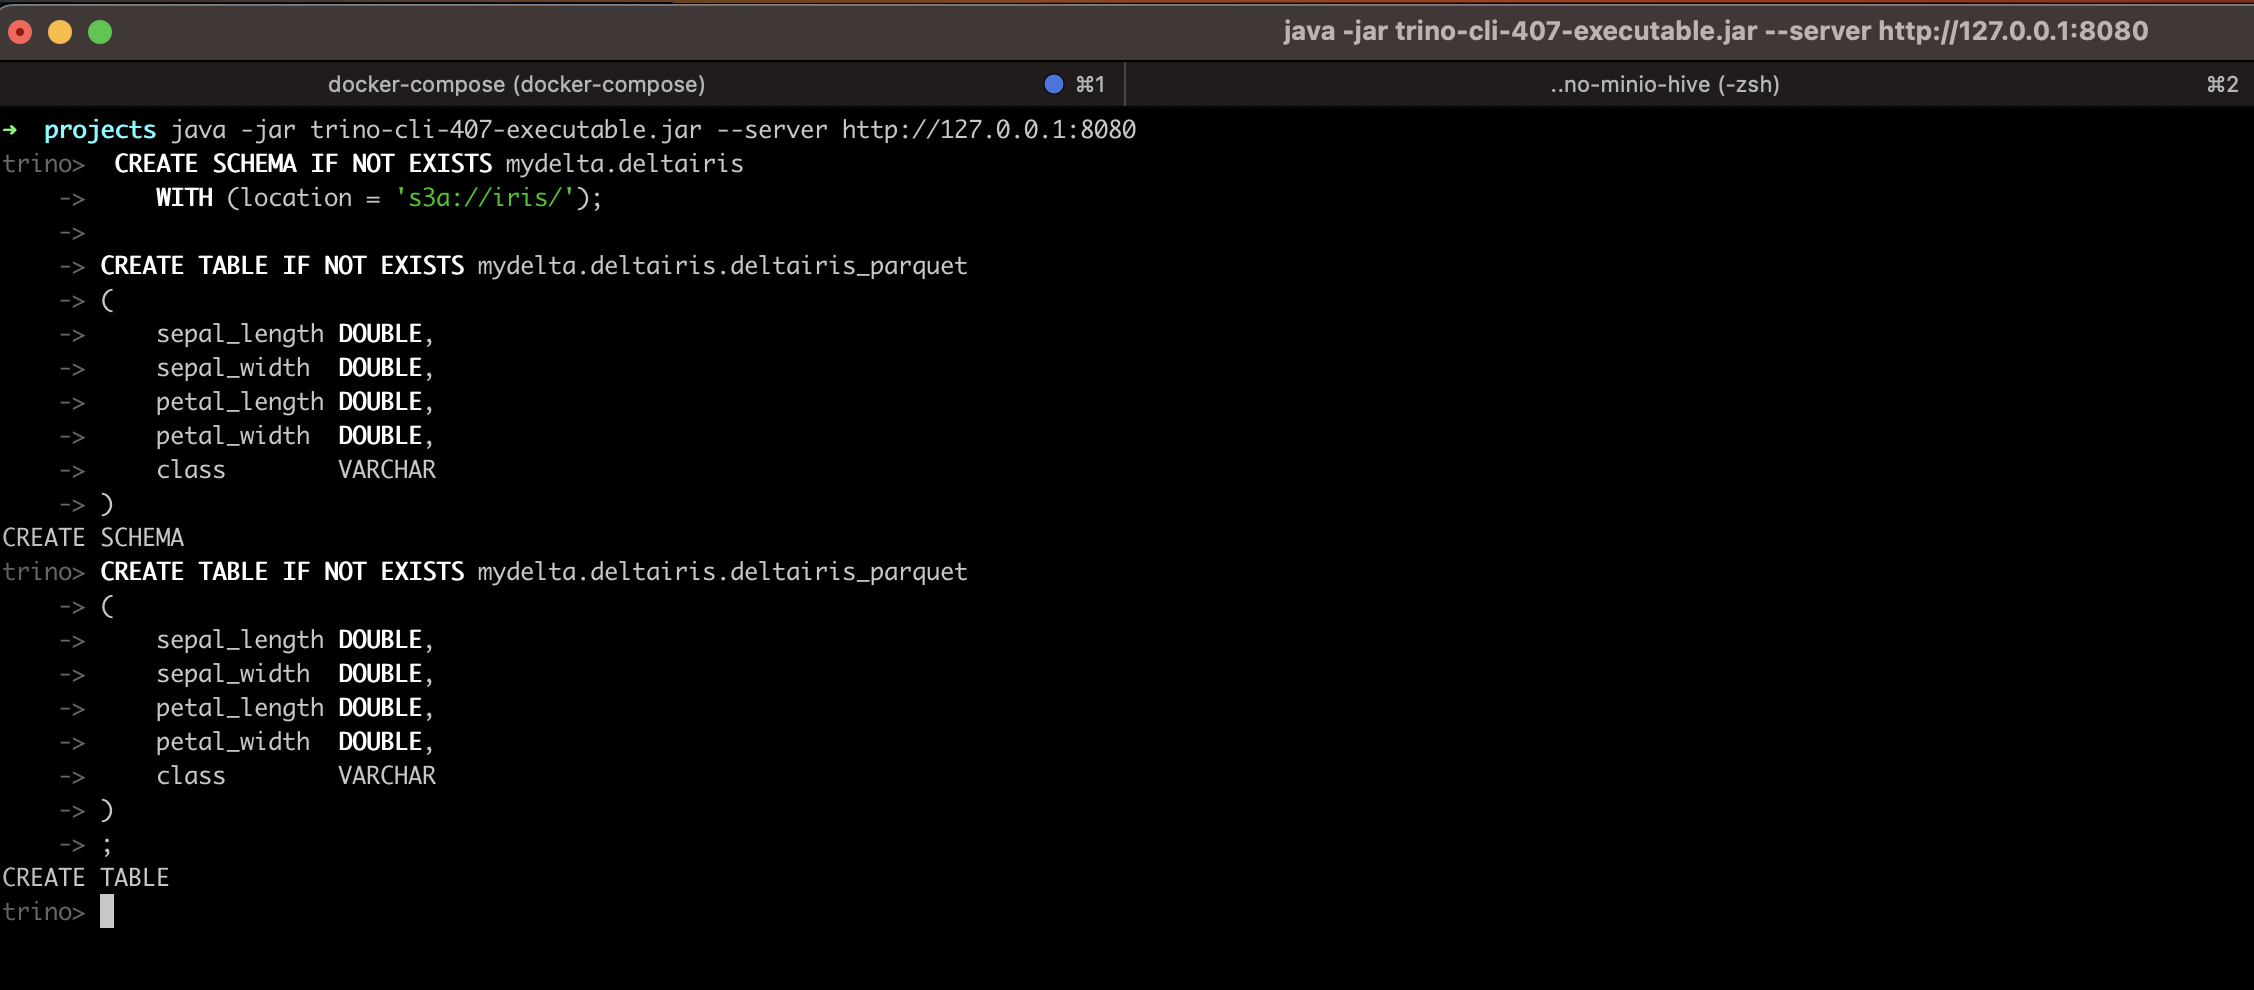 java -jar trino-cli-407-executable.jar --server http://127.0.0.1:8080
docker-compose (docker-compose) ⌘1 ..no-minio-hive (-zsh) ⌘2
➜  projects java -jar trino-cli-407-executable.jar --server http://127.0.0.1:8080
trino>  CREATE SCHEMA IF NOT EXISTS mydelta.deltairis
    ->     WITH (location = 's3a://iris/');
    ->
    -> CREATE TABLE IF NOT EXISTS mydelta.deltairis.deltairis_parquet
    -> (
    ->     sepal_length DOUBLE,
    ->     sepal_width  DOUBLE,
    ->     petal_length DOUBLE,
    ->     petal_width  DOUBLE,
    ->     class        VARCHAR
    -> )
CREATE SCHEMA
trino> CREATE TABLE IF NOT EXISTS mydelta.deltairis.deltairis_parquet
    -> (
    ->     sepal_length DOUBLE,
    ->     sepal_width  DOUBLE,
    ->     petal_length DOUBLE,
    ->     petal_width  DOUBLE,
    ->     class        VARCHAR
    -> )
    -> ;
CREATE TABLE
trino>